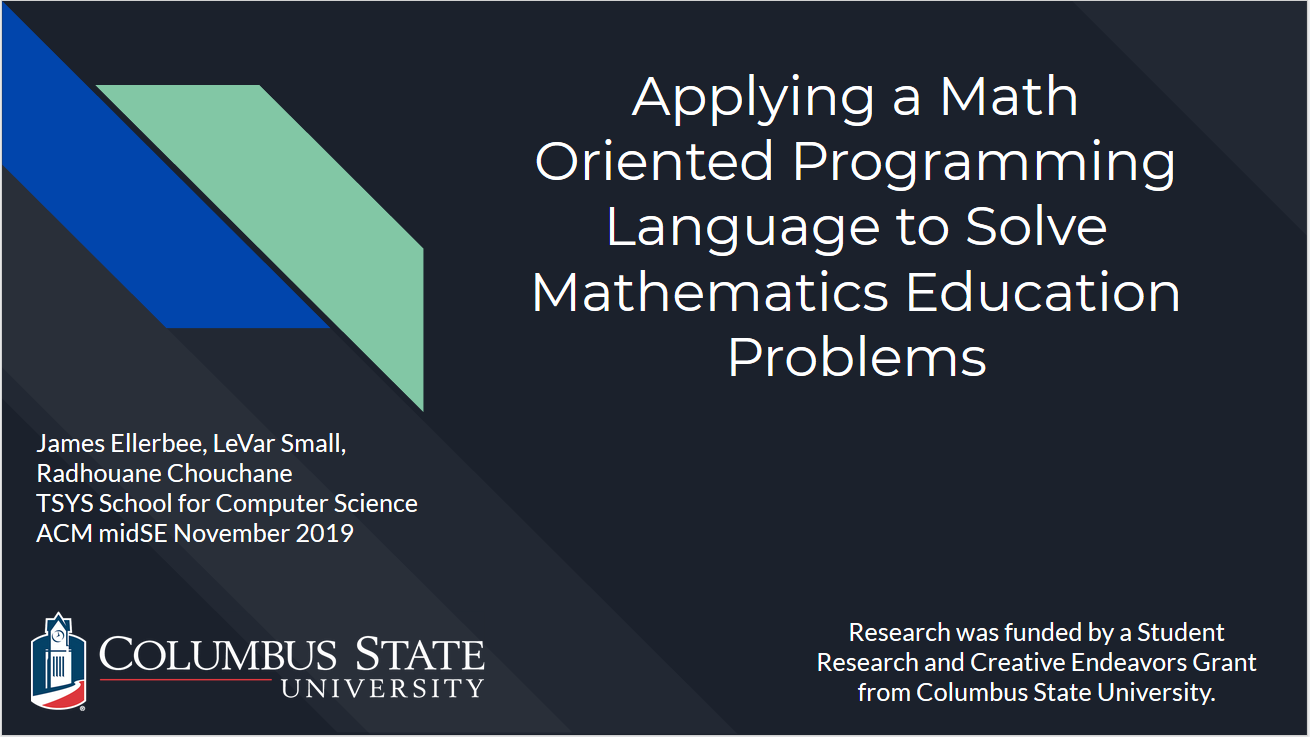 Applying a Math
Oriented Programming
Language to Solve
Mathematics Education
Problems
James Ellerbee, LeVar Small,
Radhouane Chouchane
TSYS School for Computer Science
ACM midSE November 2019
COLUMBUS STATE
UNIVERSITY
®
Research was funded by a Student
Research and Creative Endeavors Grant
from Columbus State University.